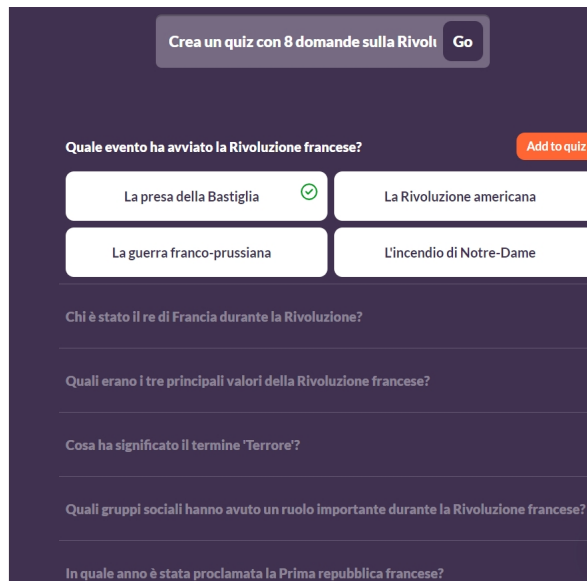 Crea un quiz con 8 domande sulla Rivolu
Go
Quale evento ha avviato la Rivoluzione francese?
Add to quiz
La presa della Bastiglia
La Rivoluzione americana
La guerra franco-prussiana
L'incendio di Notre-Dame
Chi è stato il re di Francia durante la Rivoluzione?
Quali erano i tre principali valori della Rivoluzione francese?
Cosa ha significato il termine 'Terrore'?
Quali gruppi sociali hanno avuto un ruolo importante durante la Rivoluzione francese?
In quale anno è stata proclamata la Prima repubblica francese?